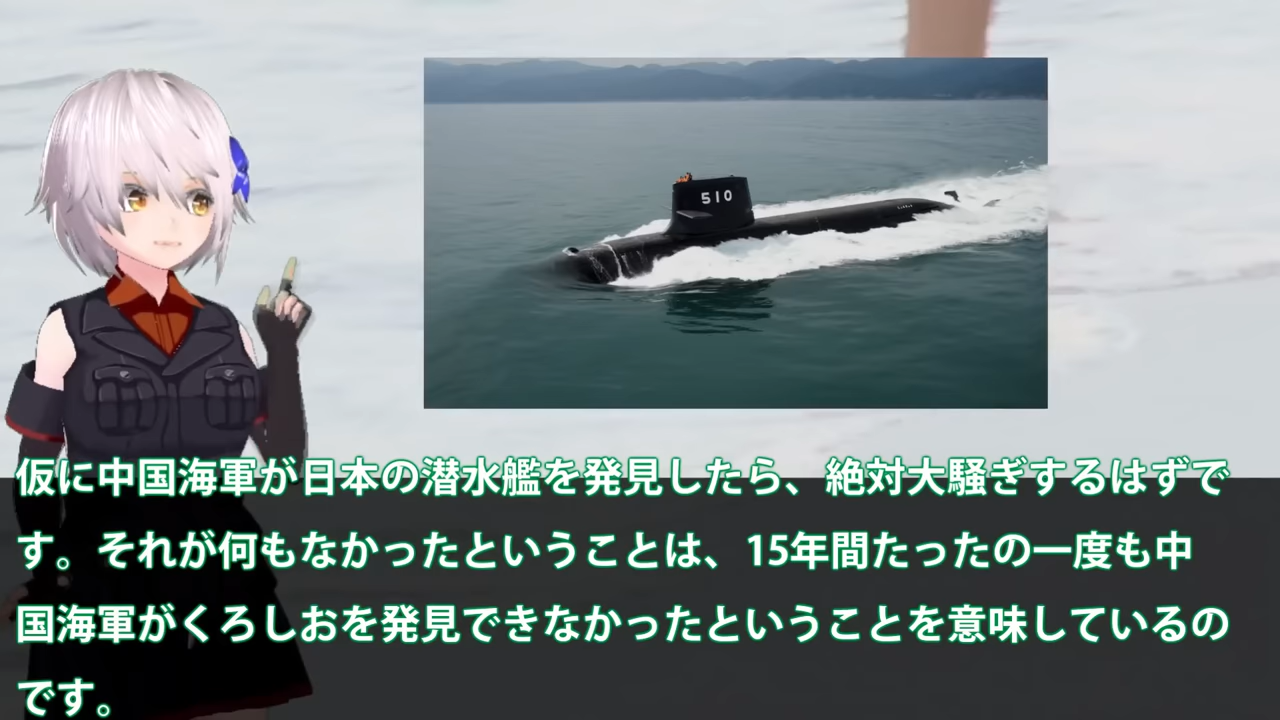 510
仮に中国海軍が日本の潜水艦を発見したら、絶対大騒ぎするはずで
す。それが何もなかったということは、15年間たったの一度も中
国海軍がくろしおを発見できなかったということを意味しているの
です。